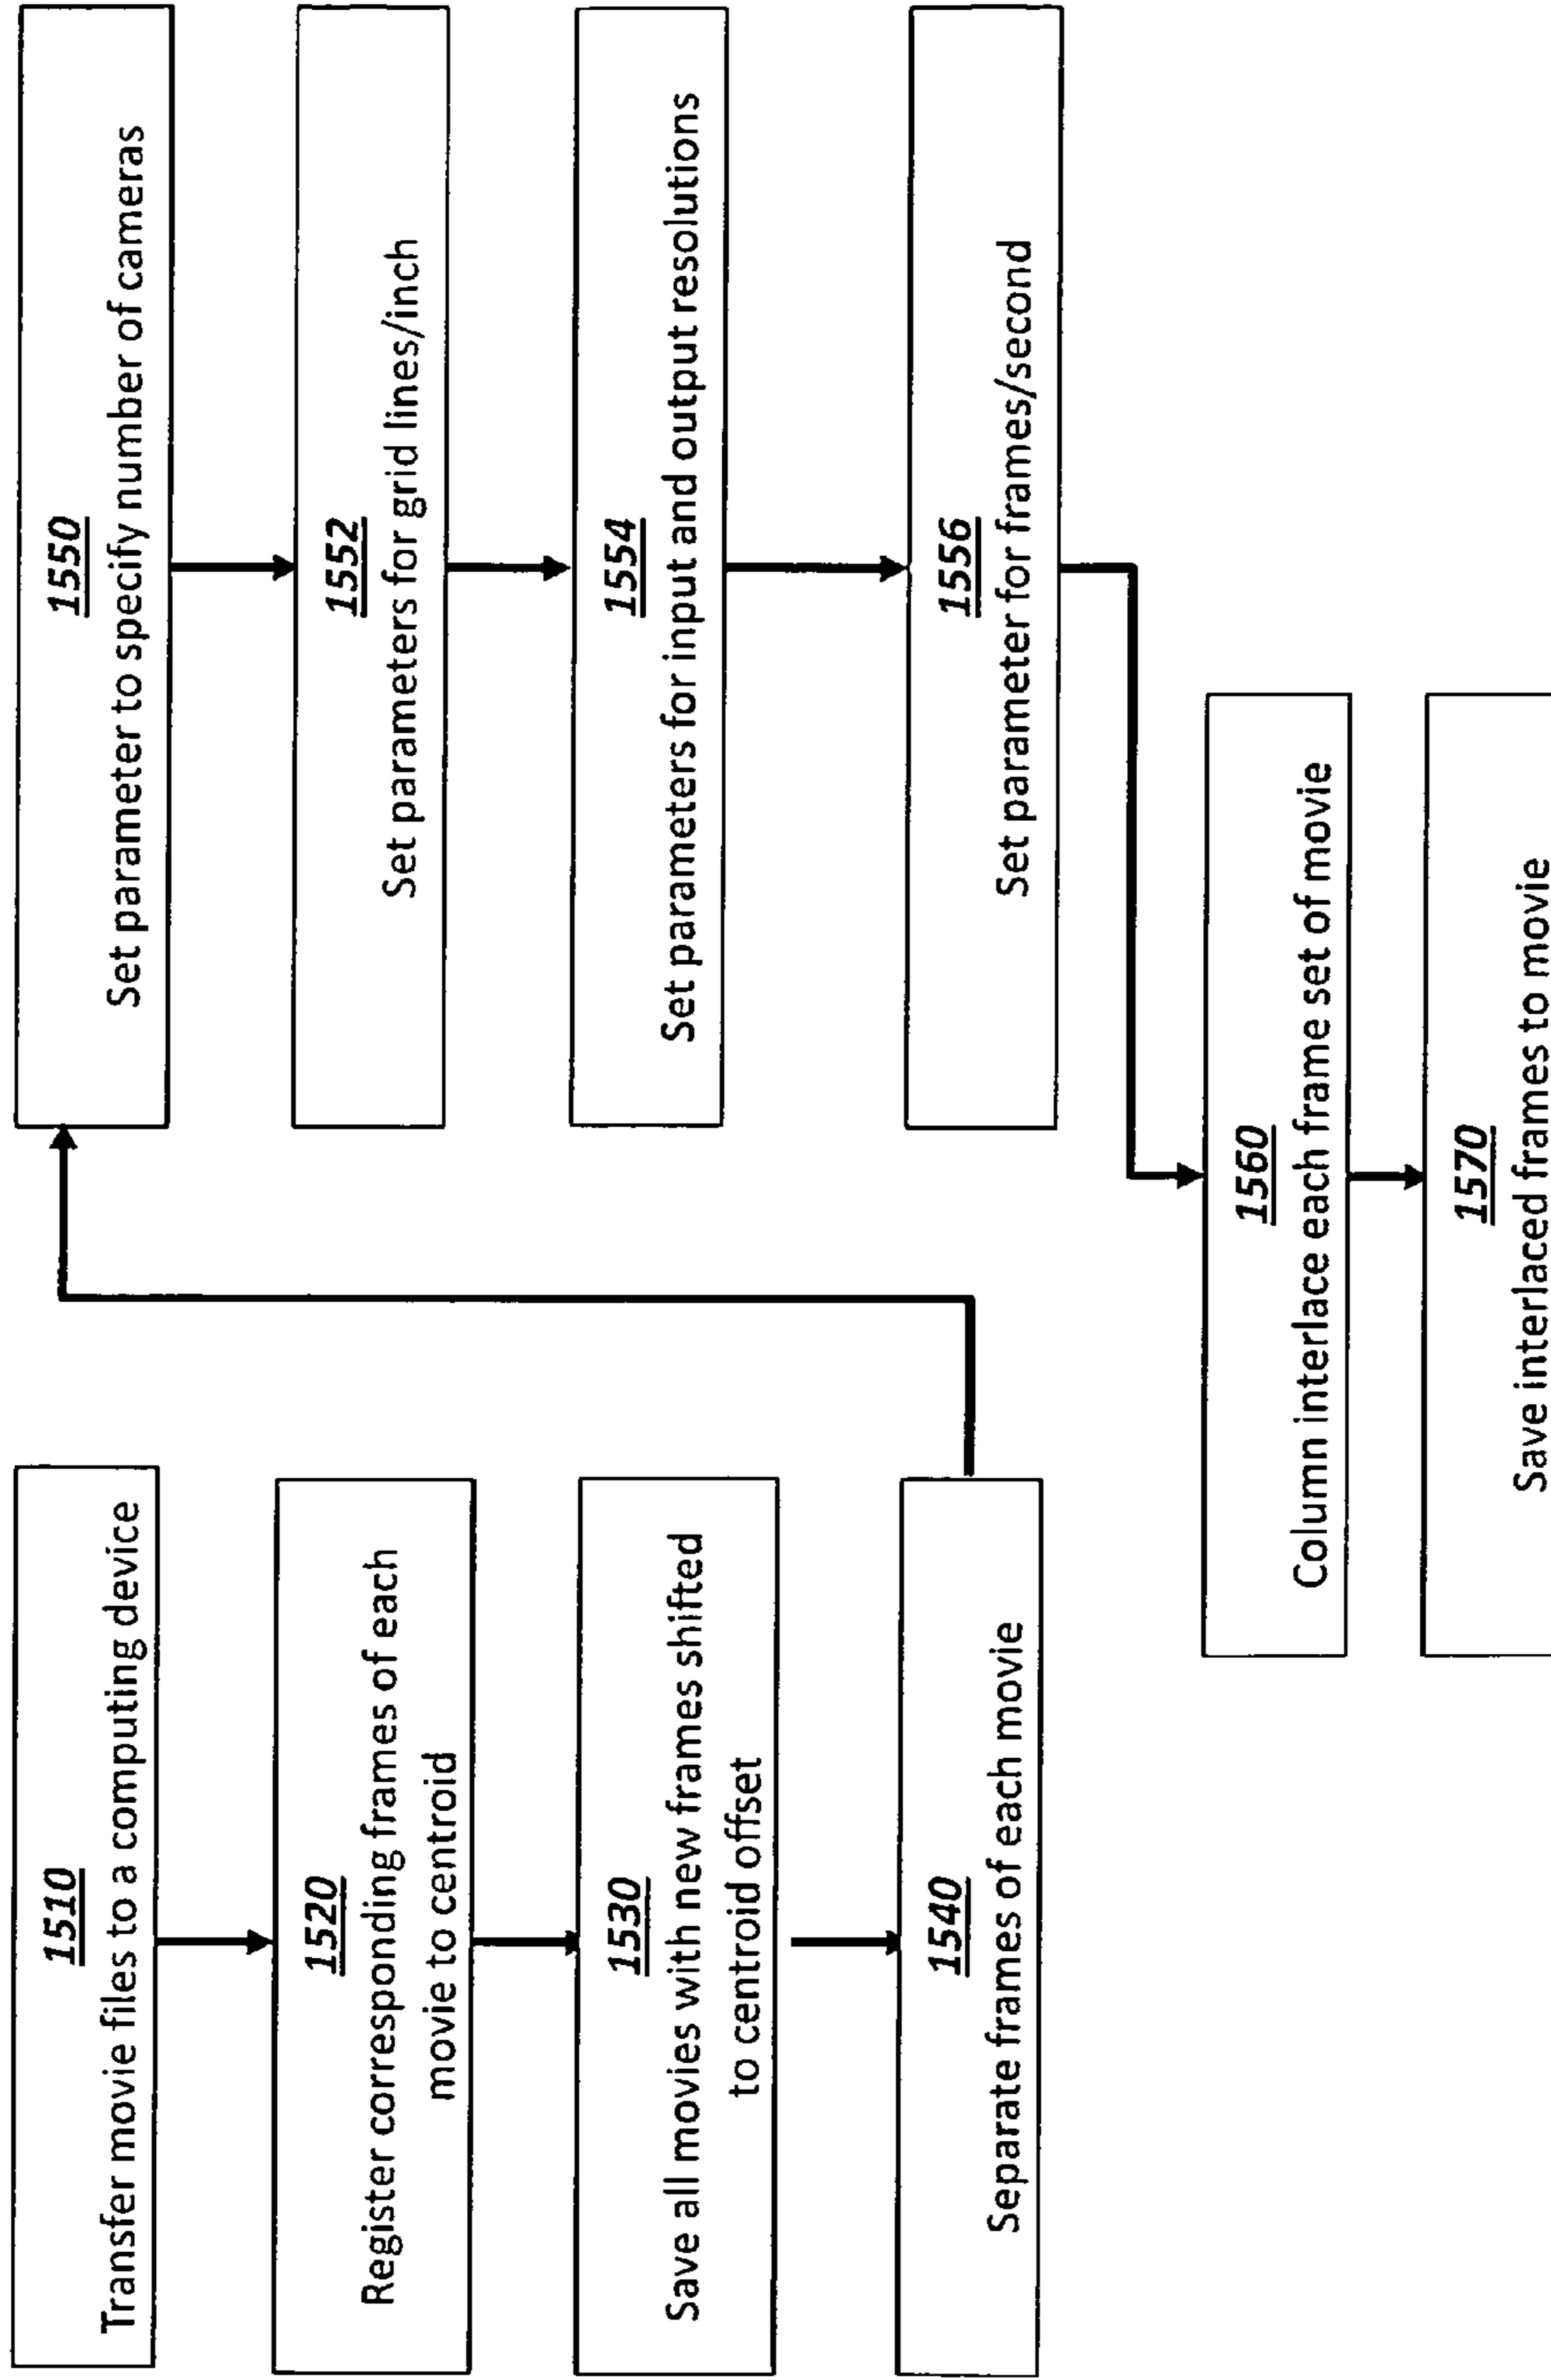 1510
Transfer movie files to a computing device
1520
Register corresponding frames of each
movie to centroid
1530
Save all movies with new frames shifted
to centroid offset
1540
Separate frames of each movie
1550
Set parameter to specify number of cameras
1552
Set parameters for grid lines/inch
1554
Set parameters for input and output resolutions
1556
Set parameter for frames/second
1560
Column interlace each frame set of movie
1570
Save interlaced frames to movie